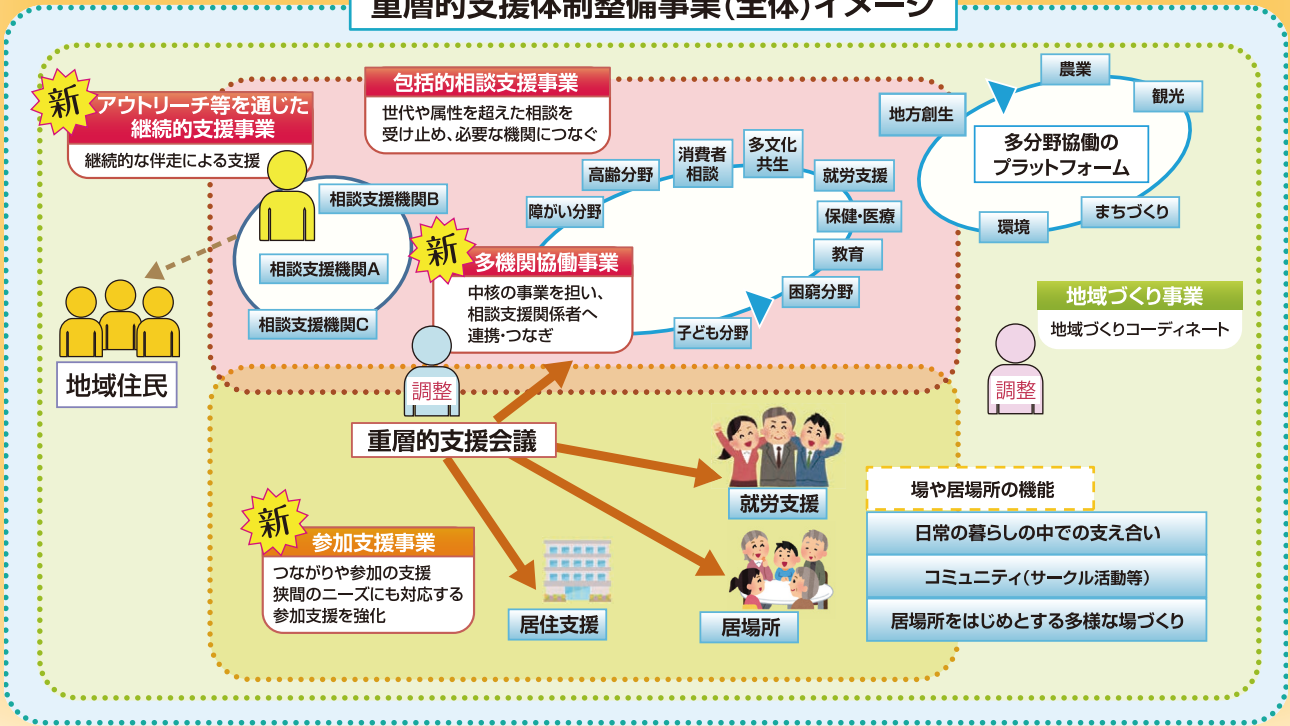 重層的支援体制整備事業(全体)イメージ
新
アウトリーチ等を通じた
継続的支援事業
継続的な伴走による支援
包括的相談支援事業
世代や属性を超えた相談を
受け止め、必要な機関につなぐ
相談支援機関B
相談支援機関A
相談支援機関C
地域住民
新
多機関協働事業
中核の事業を担い、
相談支援関係者へ
連携・つなぎ
障がい分野
高齢分野
消費者
相談
多文化
共生
就労支援
保健・医療
教育
困窮分野
子ども分野
地方創生
農業
観光
まちづくり
環境
多分野協働の
プラットフォーム
地域づくり事業
地域づくりコーディネート
調整
調整
重層的支援会議
新
参加支援事業
つながりや参加の支援
狭間のニーズにも対応する
参加支援を強化
就労支援
居住支援
居場所
場や居場所の機能
日常の暮らしの中での支え合い
コミュニティ(サークル活動等)
居場所をはじめとする多様な場づくり